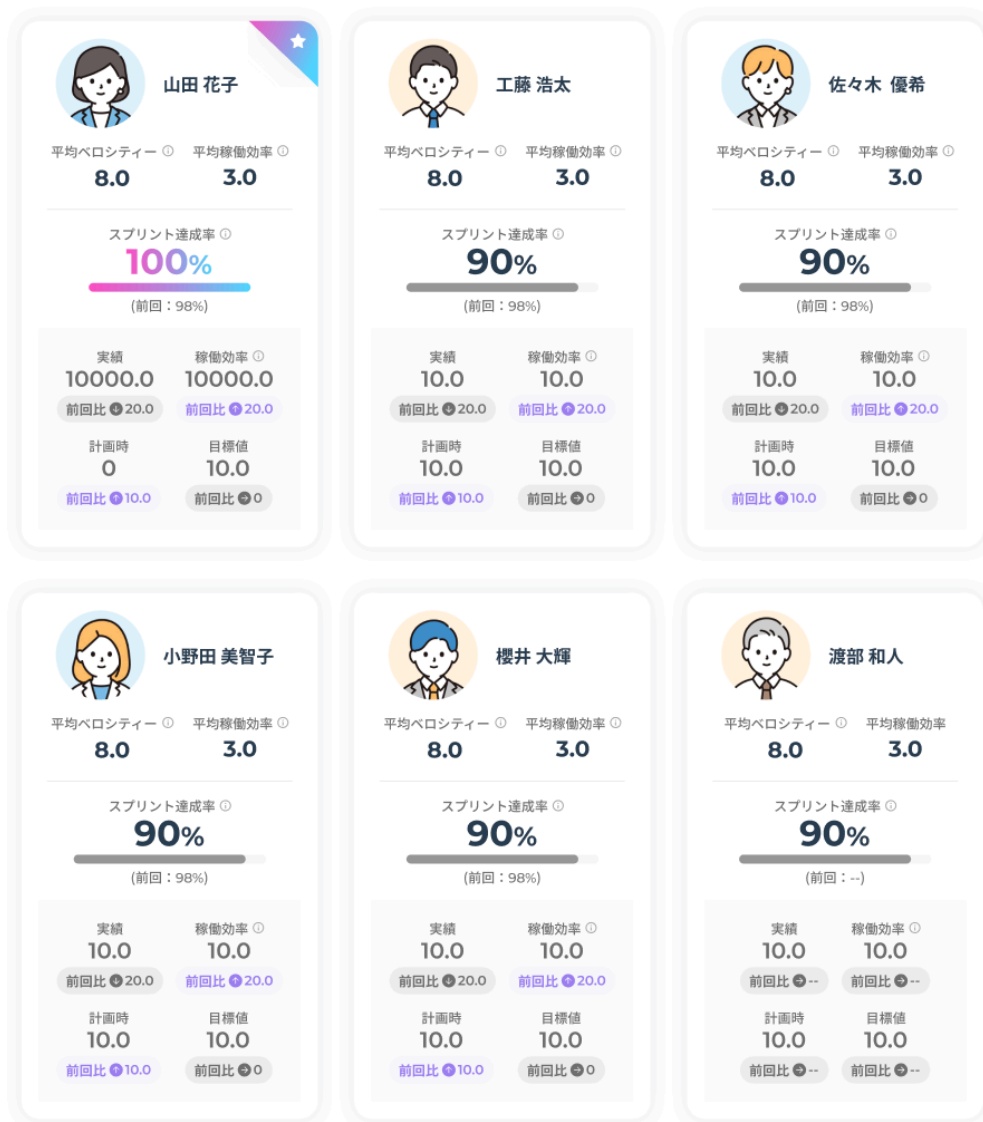 山田 花子
平均ベロシティー 平均稼働効率
8.0 3.0
スプリント達成率
100%
(前回：98%)
実績 稼働効率
10000.0 10000.0
前回比 20.0 前回比 20.0
計画時 目標値
0 10.0
前回比 10.0 前回比 0
工藤 浩太
平均ベロシティー 平均稼働効率
8.0 3.0
スプリント達成率
90%
(前回：98%)
実績 稼働効率
10.0 10.0
前回比 20.0 前回比 20.0
計画時 目標値
10.0 10.0
前回比 10.0 前回比 0
佐々木 優希
平均ベロシティー 平均稼働効率
8.0 3.0
スプリント達成率
90%
(前回：98%)
実績 稼働効率
10.0 10.0
前回比 20.0 前回比 20.0
計画時 目標値
10.0 10.0
前回比 10.0 前回比 0
小野田 美智子
平均ベロシティー 平均稼働効率
8.0 3.0
スプリント達成率
90%
(前回：98%)
実績 稼働効率
10.0 10.0
前回比 20.0 前回比 20.0
計画時 目標値
10.0 10.0
前回比 10.0 前回比 0
櫻井 大輝
平均ベロシティー 平均稼働効率
8.0 3.0
スプリント達成率
90%
(前回：98%)
実績 稼働効率
10.0 10.0
前回比 20.0 前回比 20.0
計画時 目標値
10.0 10.0
前回比 10.0 前回比 0
渡部 和人
平均ベロシティー 平均稼働効率
8.0 3.0
スプリント達成率
90%
(前回：--)
実績 稼働効率
10.0 10.0
前回比 -- 前回比 --
計画時 目標値
10.0 10.0
前回比 -- 前回比 --